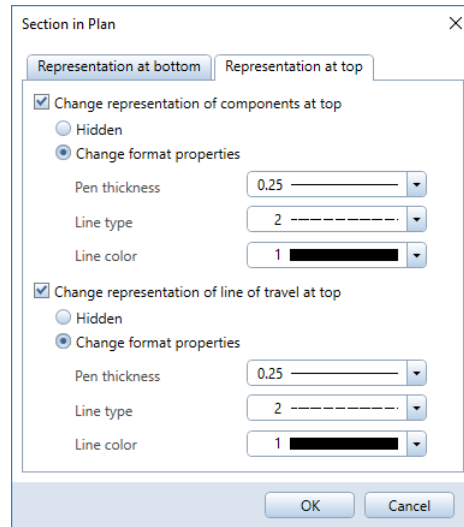 Section in Plan
Representation at bottom Representation at top
Change representation of components at top
Hidden
Change format properties
Pen thickness 0.25
Line type 2
Line color 1
Change representation of line of travel at top
Hidden
Change format properties
Pen thickness 0.25
Line type 2
Line color 1
OK Cancel